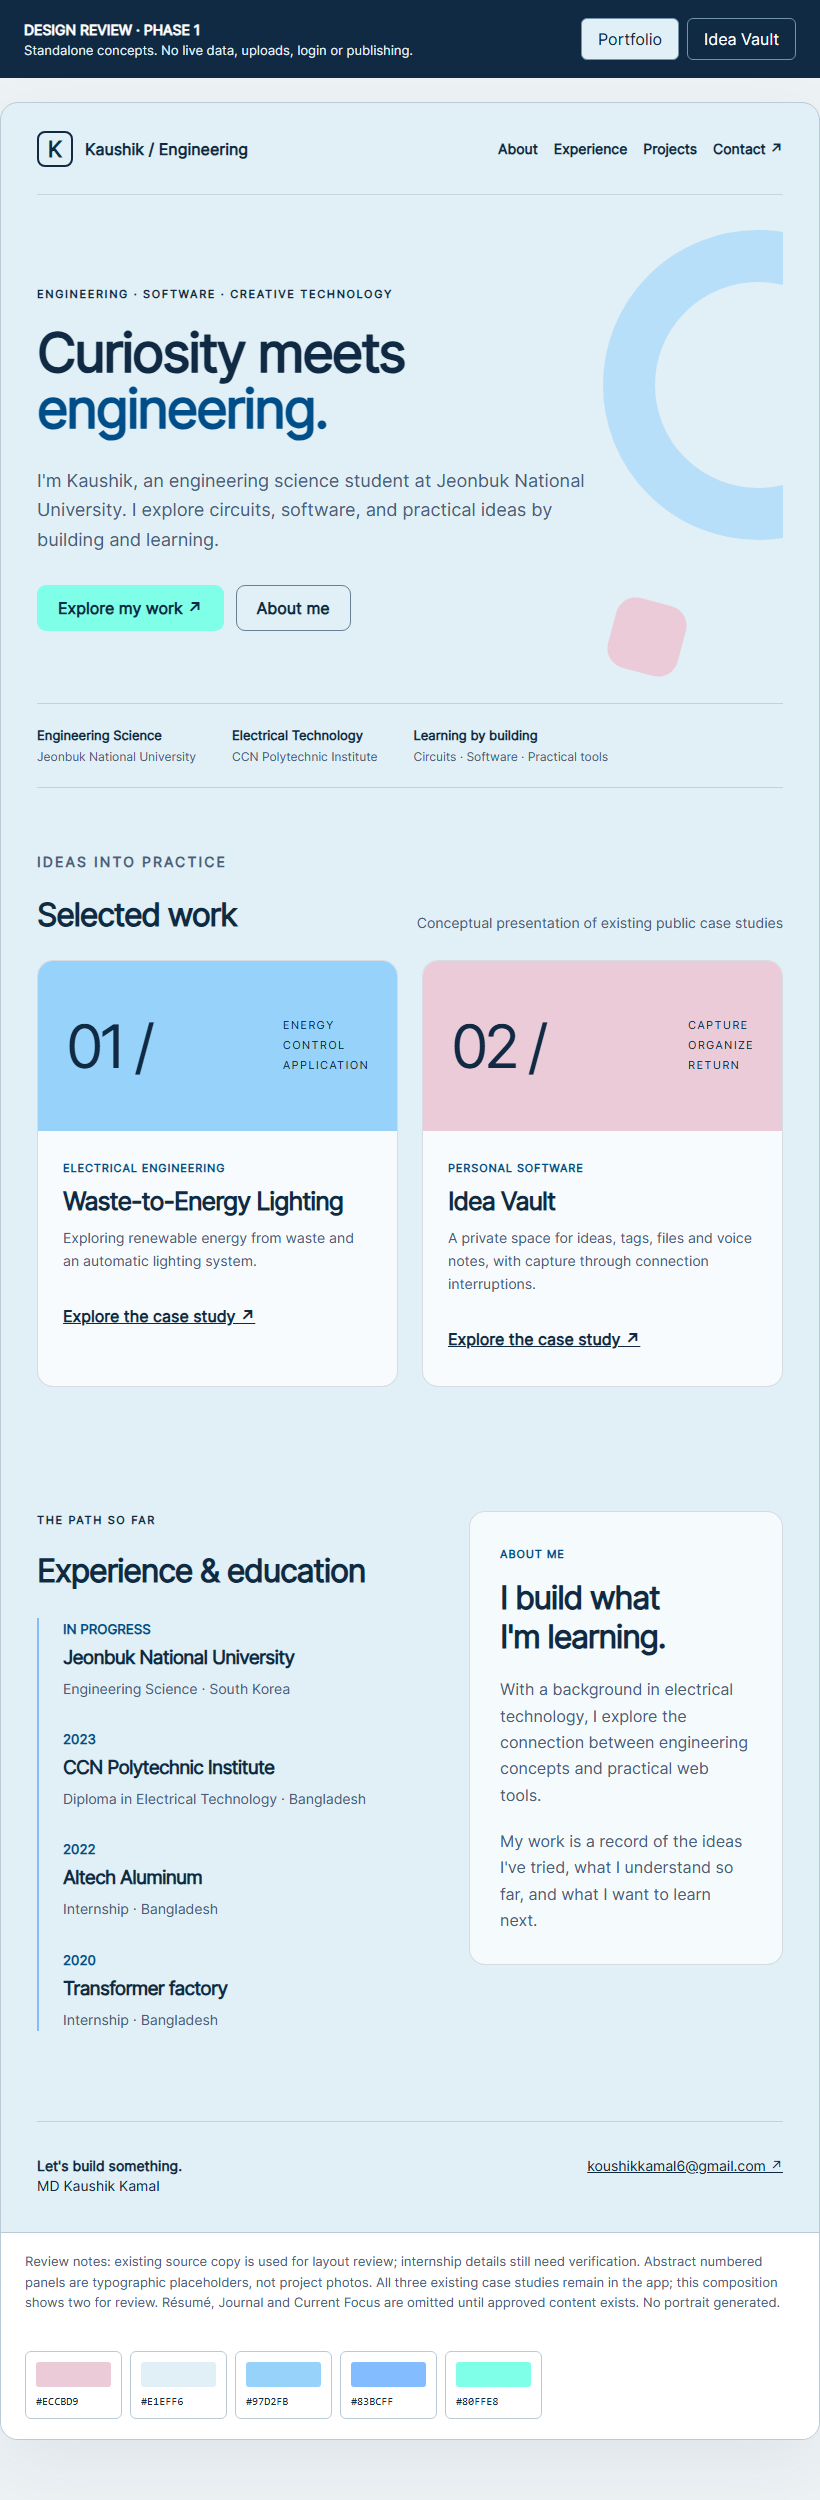 DESIGN REVIEW · PHASE 1
Standalone concepts. No live data, uploads, login or publishing.
Portfolio
Idea Vault
K
Kaushik / Engineering
About
Experience
Projects
Contact ↗
ENGINEERING · SOFTWARE · CREATIVE TECHNOLOGY
Curiosity meets
engineering.
I'm Kaushik, an engineering science student at Jeonbuk National
University. I explore circuits, software, and practical ideas by
building and learning.
Explore my work ↗
About me
Engineering Science
Jeonbuk National University
Electrical Technology
CCN Polytechnic Institute
Learning by building
Circuits · Software · Practical tools
IDEAS INTO PRACTICE
Selected work
Conceptual presentation of existing public case studies
01 /
ENERGY
CONTROL
APPLICATION
ELECTRICAL ENGINEERING
Waste-to-Energy Lighting
Exploring renewable energy from waste and
an automatic lighting system.
Explore the case study ↗
02 /
CAPTURE
ORGANIZE
RETURN
PERSONAL SOFTWARE
Idea Vault
A private space for ideas, tags, files and voice
notes, with capture through connection
interruptions.
Explore the case study ↗
THE PATH SO FAR
Experience & education
IN PROGRESS
Jeonbuk National University
Engineering Science · South Korea
2023
CCN Polytechnic Institute
Diploma in Electrical Technology · Bangladesh
2022
Altech Aluminum
Internship · Bangladesh
2020
Transformer factory
Internship · Bangladesh
ABOUT ME
I build what
I'm learning.
With a background in electrical
technology, I explore the
connection between engineering
concepts and practical web
tools.
My work is a record of the ideas
I've tried, what I understand so
far, and what I want to learn
next.
Let's build something.
MD Kaushik Kamal
koushikkamal6@gmail.com ↗
Review notes: existing source copy is used for layout review; internship details still need verification. Abstract numbered
panels are typographic placeholders, not project photos. All three existing case studies remain in the app; this composition
shows two for review. Résumé, Journal and Current Focus are omitted until approved content exists. No portrait generated.
#ECCBD9
#E1EFF6
#97D2FB
#83BCFF
#80FFE8